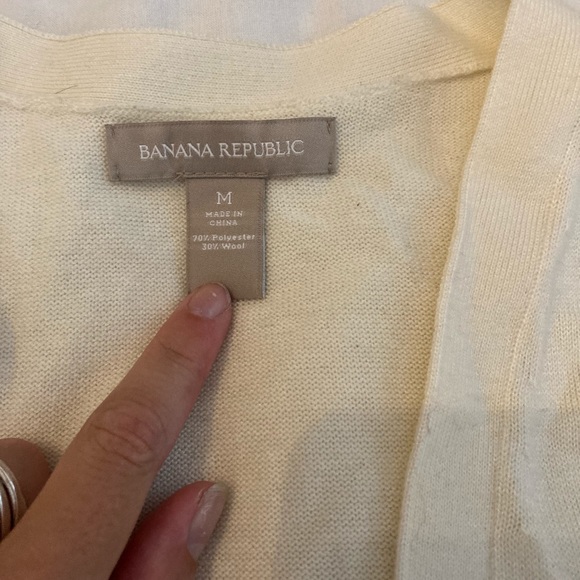 BANANA REPUBLIC
M
MADE IN
CHINA
70% Polyester
30% Wool